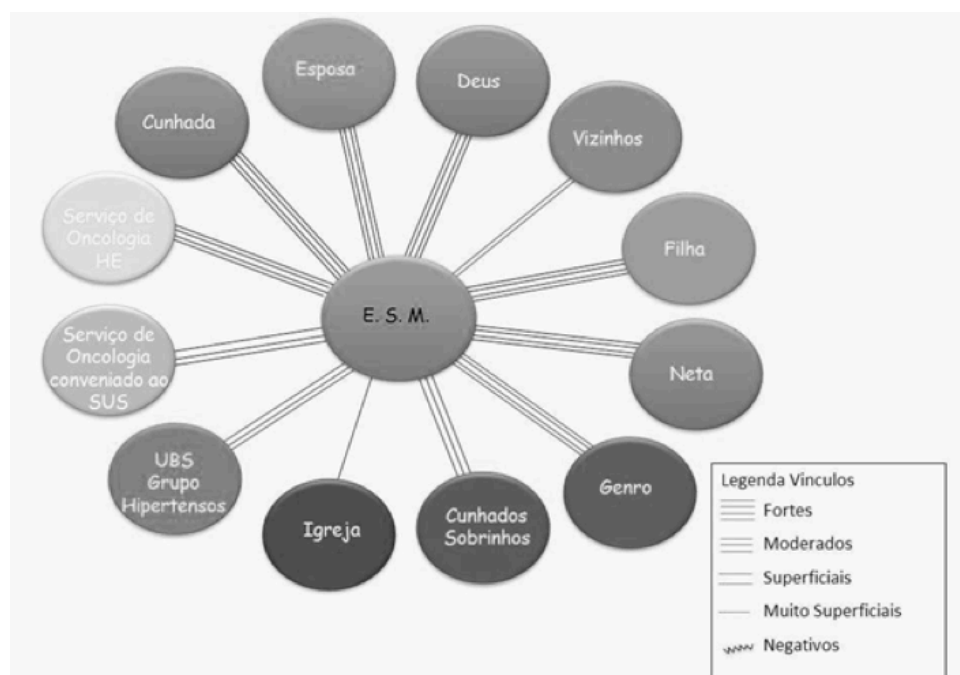 Esposa
Deus
Cunhada
Vizinhos
Serviço de
Oncologia
HE
Filha
E. S. M.
Serviço de
Oncologia
conveniado ao
SUS
Neta
UBS
Grupo
Hipertensos
Igreja
Cunhados
Sobrinhos
Genro
Legenda Vinculos
Fortes
Moderados
Superficiais
Muito Superficiais
Negativos